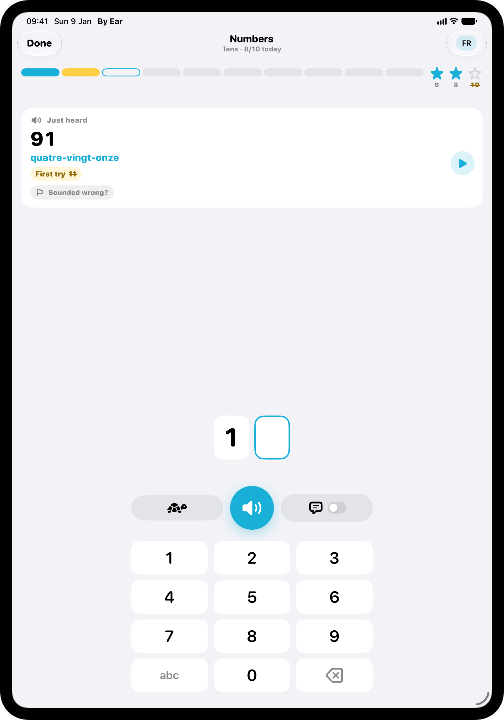 09:41 Sun 9 Jan By Ear
Done
Numbers
Tens · 8/10 today
FR
6 8 10
Just heard
91
quatre-vingt-onze
First try
Sounded wrong?
1
1 2 3
4 5 6
7 8 9
abc 0